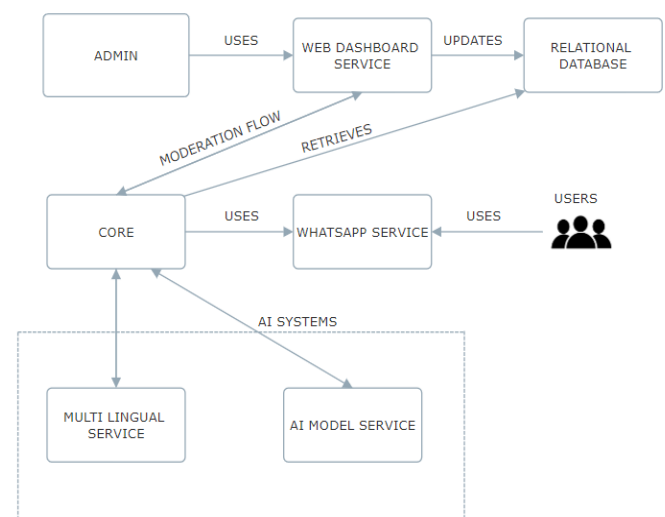 ADMIN
USES
WEB DASHBOARD
SERVICE
UPDATES
RELATIONAL
DATABASE
MODERATION FLOW
RETRIEVES
CORE
USES
WHATSAPP SERVICE
USES
USERS
AI SYSTEMS
MULTI LINGUAL
SERVICE
AI MODEL SERVICE